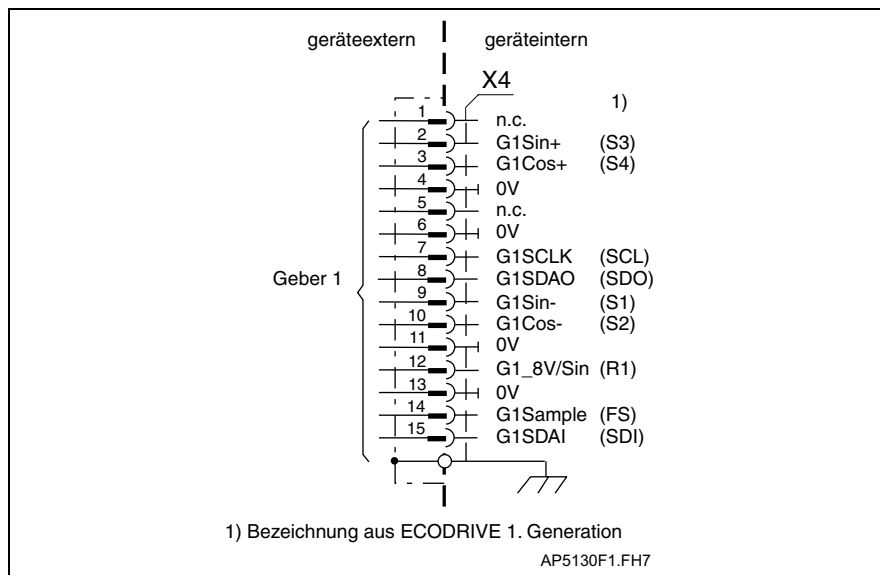 geräteextern geräteintern
X4
1)
1 n.c.
2 G1Sin+ (S3)
3 G1Cos+ (S4)
4 0V
5 n.c.
6 0V
7 G1SCLK (SCL)
Geber 1
8 G1SDAO (SDO)
9 G1Sin- (S1)
10 G1Cos- (S2)
11 0V
12 G1_8V/Sin (R1)
13 0V
14 G1Sample (FS)
15 G1SDAI (SDI)
1) Bezeichnung aus ECODRIVE 1. Generation
AP5130F1.FH7